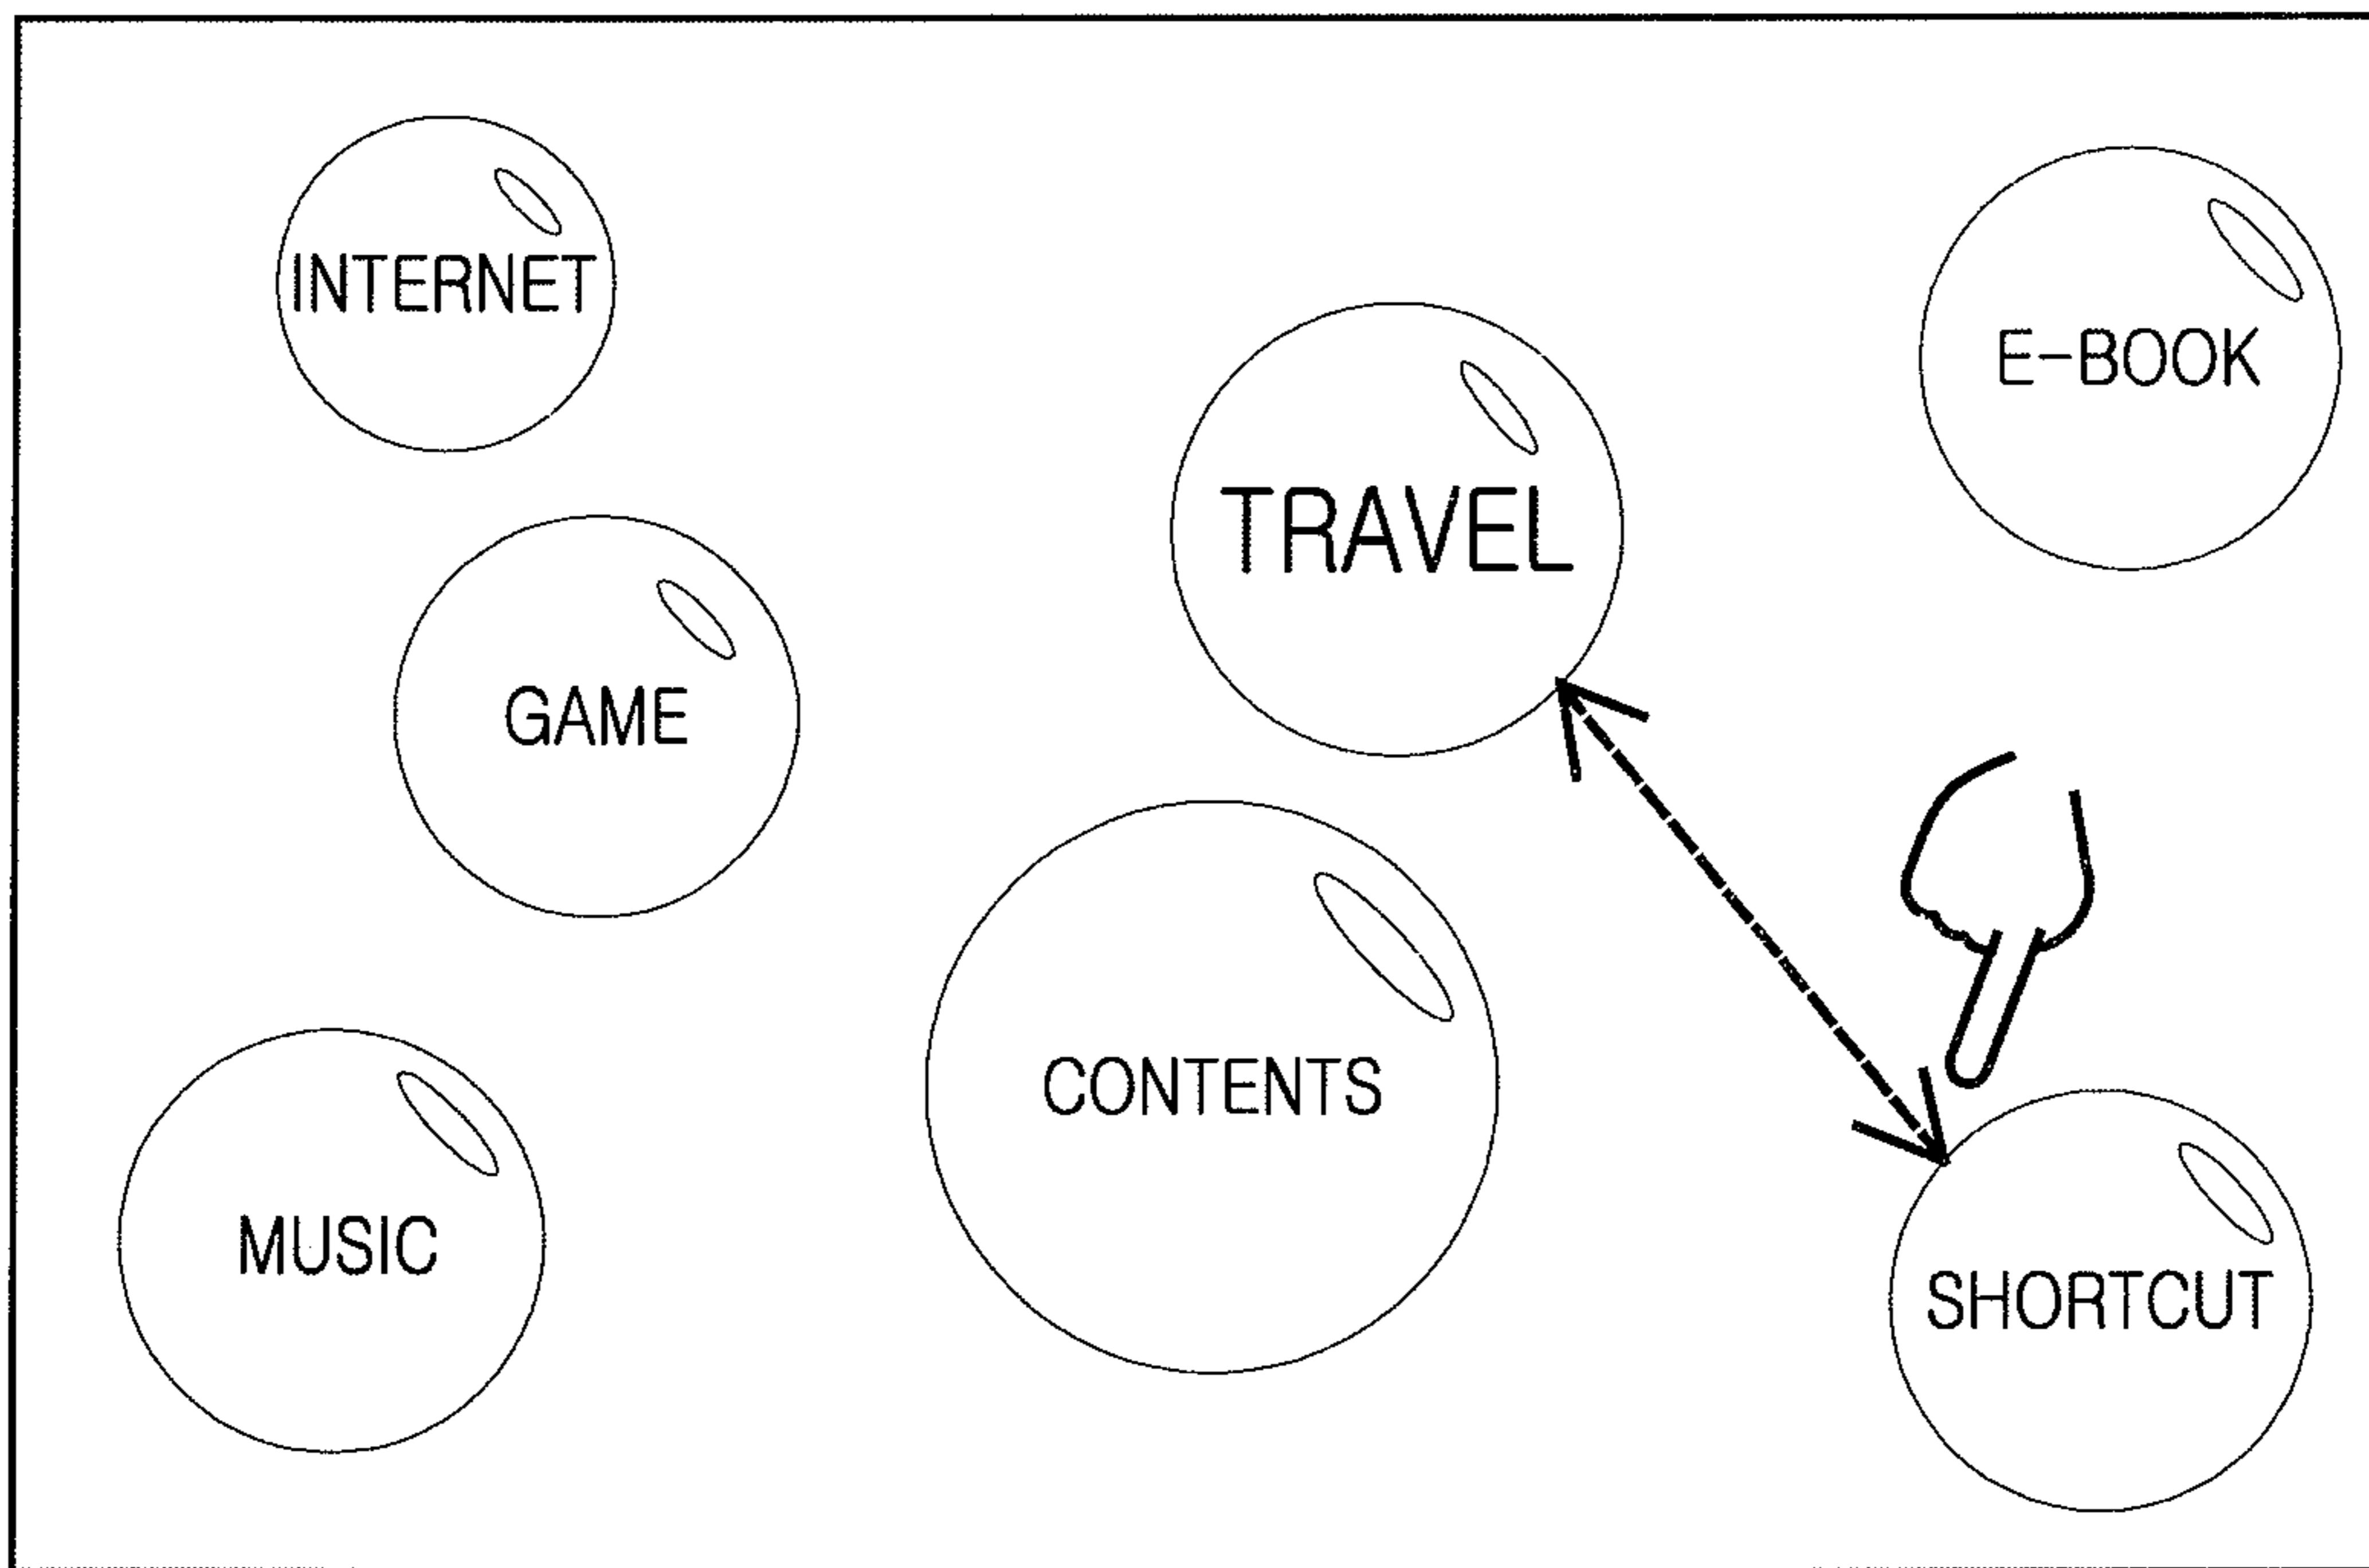 INTERNET
E-BOOK
TRAVEL
GAME
CONTENTS
MUSIC
SHORTCUT